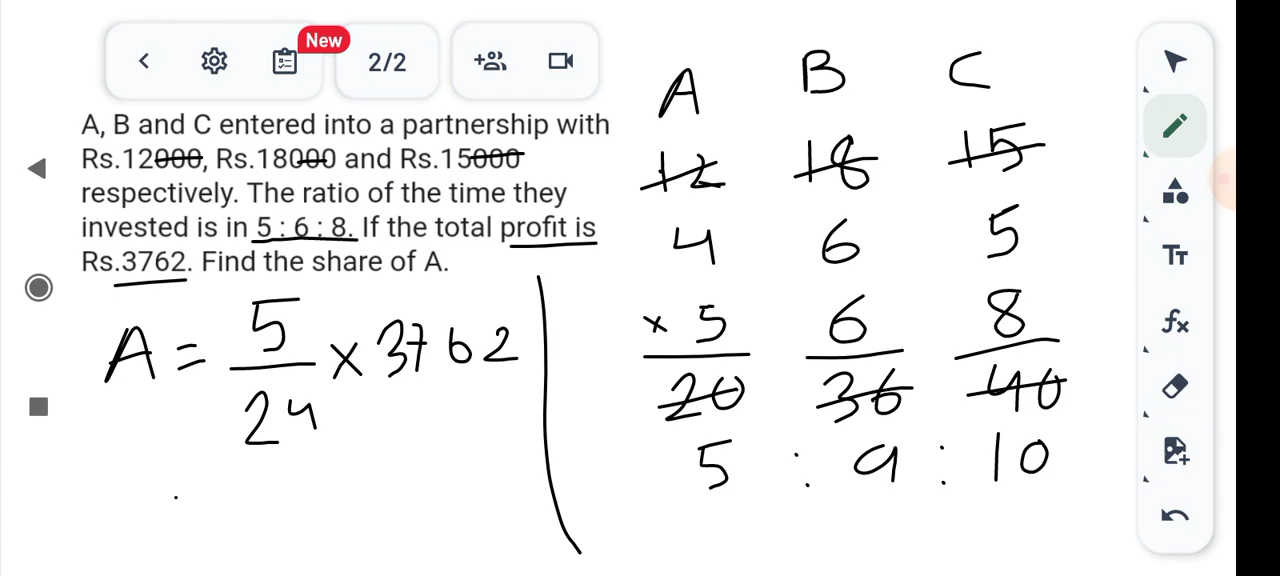 New
2/2
A, B and C entered into a partnership with
Rs.12000, Rs.18000 and Rs.15000
respectively. The ratio of the time they
invested is in 5 : 6 : 8. If the total profit is
Rs.3762. Find the share of A.
A = 5/24 × 3762
A B C
12 18 15
4 6 5
× 5 6 8
20 36 40
5 : 9 : 10
Tт
fx